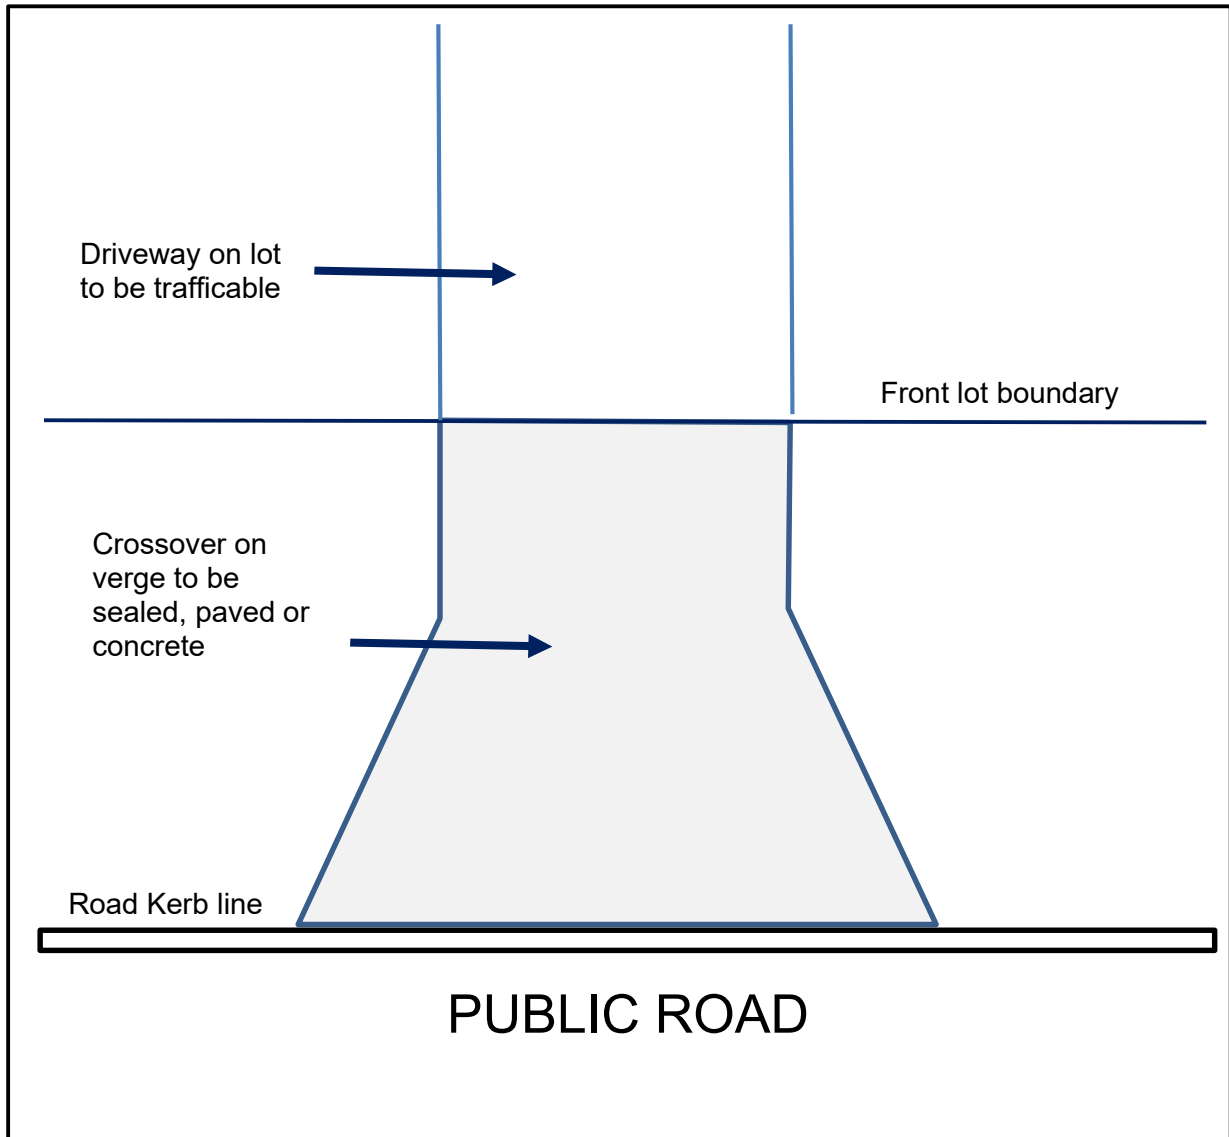 Driveway on lot
to be trafficable
Front lot boundary
Crossover on
verge to be
sealed, paved or
concrete
Road Kerb line
PUBLIC ROAD